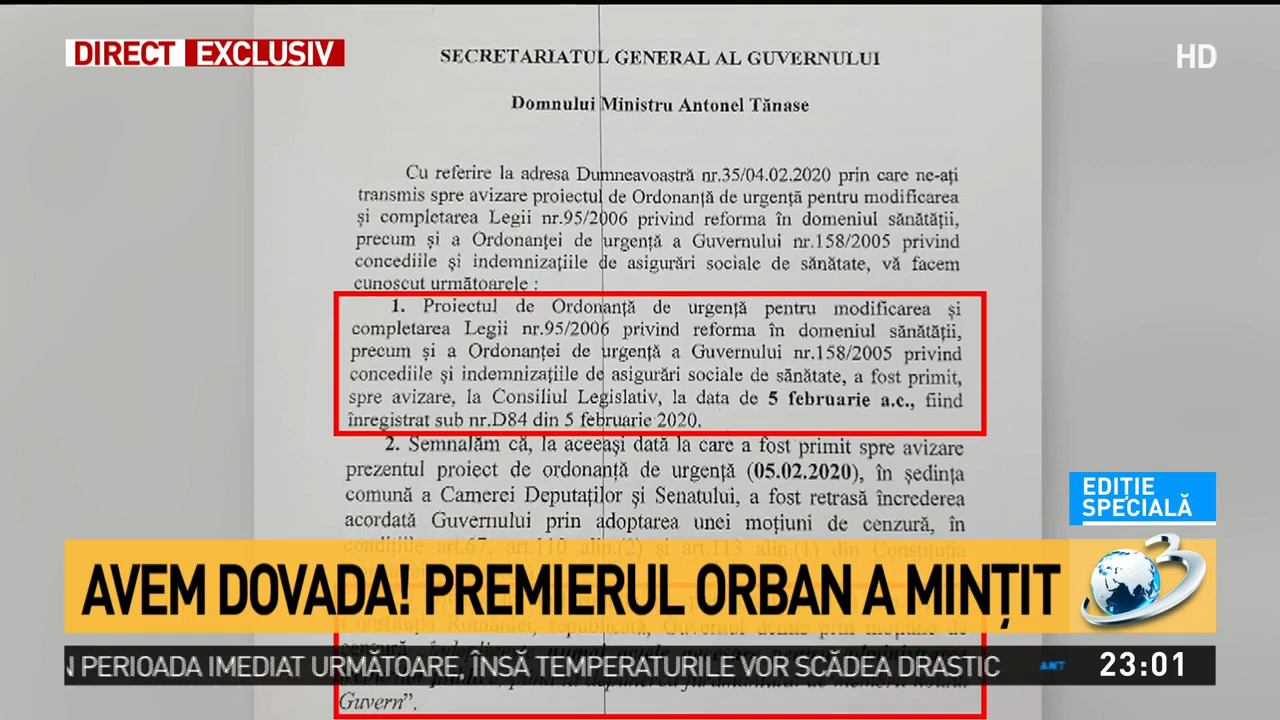 DIRECT EXCLUSIV
HD
SECRETARIATUL GENERAL AL GUVERNULUI
Domnului Ministru Antonel Tănase
Cu referire la adresa Dumneavoastră nr.35/04.02.2020 prin care ne-ați
transmis spre avizare proiectul de Ordonanță de urgență pentru modificarea
și completarea Legii nr.95/2006 privind reforma în domeniul sănătății,
precum și a Ordonanței de urgență a Guvernului nr.158/2005 privind
concediile și indemnizațiile de asigurări sociale de sănătate, vă facem
cunoscut următoarele :
1. Proiectul de Ordonanță de urgență pentru modificarea și
completarea Legii nr.95/2006 privind reforma în domeniul sănătății,
precum și a Ordonanței de urgență a Guvernului nr.158/2005 privind
concediile și indemnizațiile de asigurări sociale de sănătate, a fost primit,
spre avizare, la Consiliul Legislativ, la data de 5 februarie a.c., fiind
înregistrat sub nr.D84 din 5 februarie 2020.
2. Semnalăm că, la aceeași dată la care a fost primit spre avizare
prezentul proiect de ordonanță de urgență (05.02.2020), în ședința
comună a Camerei Deputaților și Senatului, a fost retrasă încrederea
acordată Guvernului prin adoptarea unei moțiuni de cenzură, în
condițiile art.67, art.110 alin.(2) și art.113 alin.(1) din Constituția
EDIȚIE
SPECIALĂ
AVEM DOVADA! PREMIERUL ORBAN A MINȚIT
3
Constituția României, republicată, Guvernul demis prin moțiune de
N PERIOADA IMEDIAT URMĂTOARE, ÎNSĂ TEMPERATURILE VOR SCĂDEA DRASTIC
ANT
23:01
Guvern”.